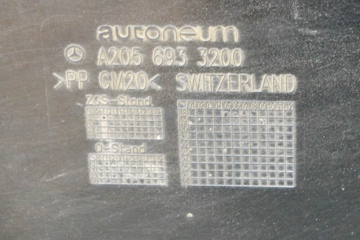 autoneum
A205 693 3200
>PP GM20< SWITZERLAND
ZGS-Stand
Q-Stand